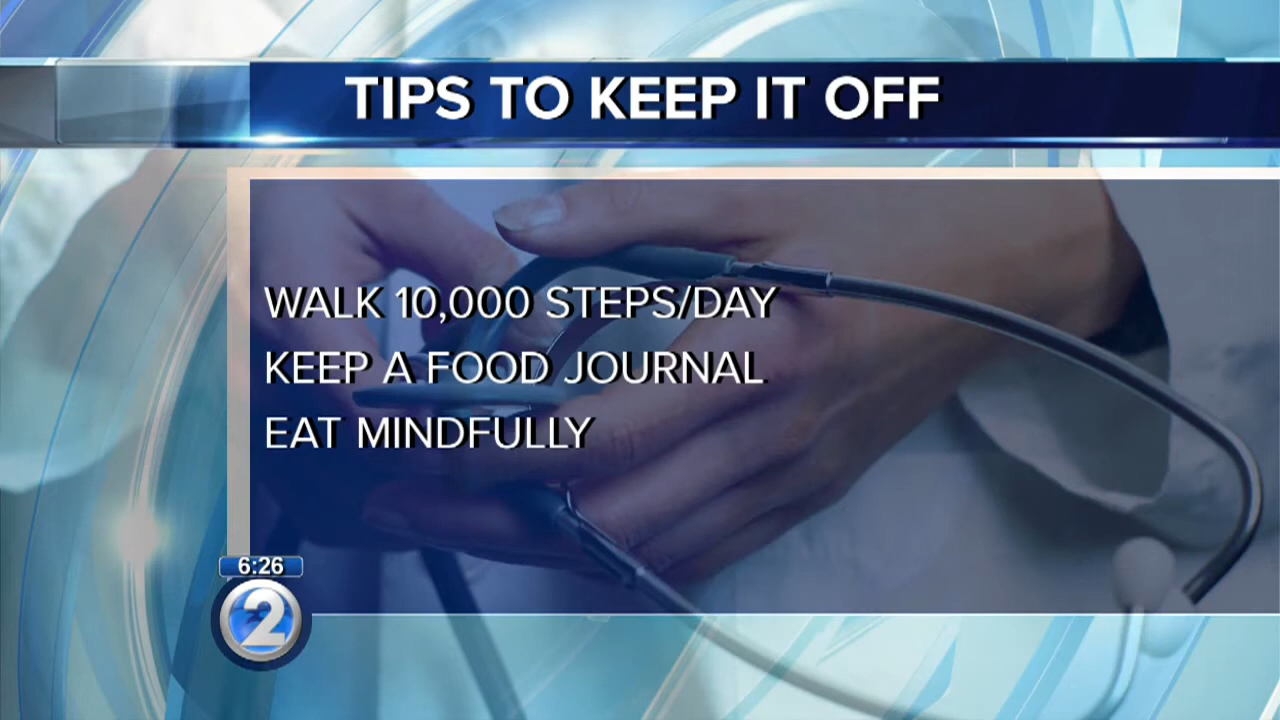 TIPS TO KEEP IT OFF
WALK 10,000 STEPS/DAY
KEEP A FOOD JOURNAL
EAT MINDFULLY
6:26
2